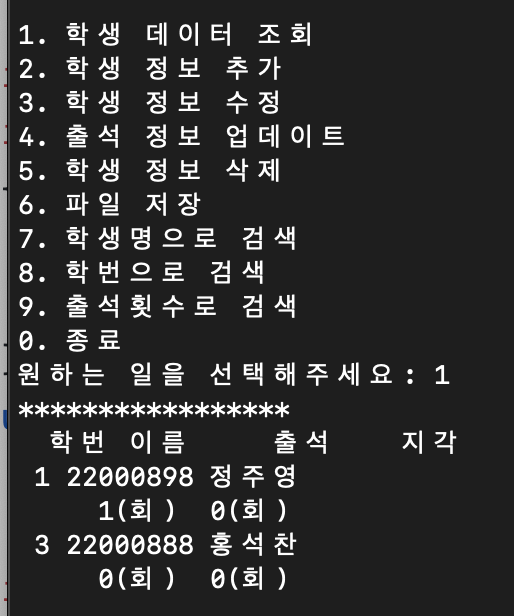 1. 학생 데이터 조회
2. 학생 정보 추가
3. 학생 정보 수정
4. 출석 정보 업데이트
5. 학생 정보 삭제
6. 파일 저장
7. 학생명으로 검색
8. 학번으로 검색
9. 출석횟수로 검색
0. 종료
원하는 일을 선택해주세요: 1
*****************
학번 이름 출석 지각
1 22000898 정주영
1(회) 0(회)
3 22000888 홍석찬
0(회) 0(회)